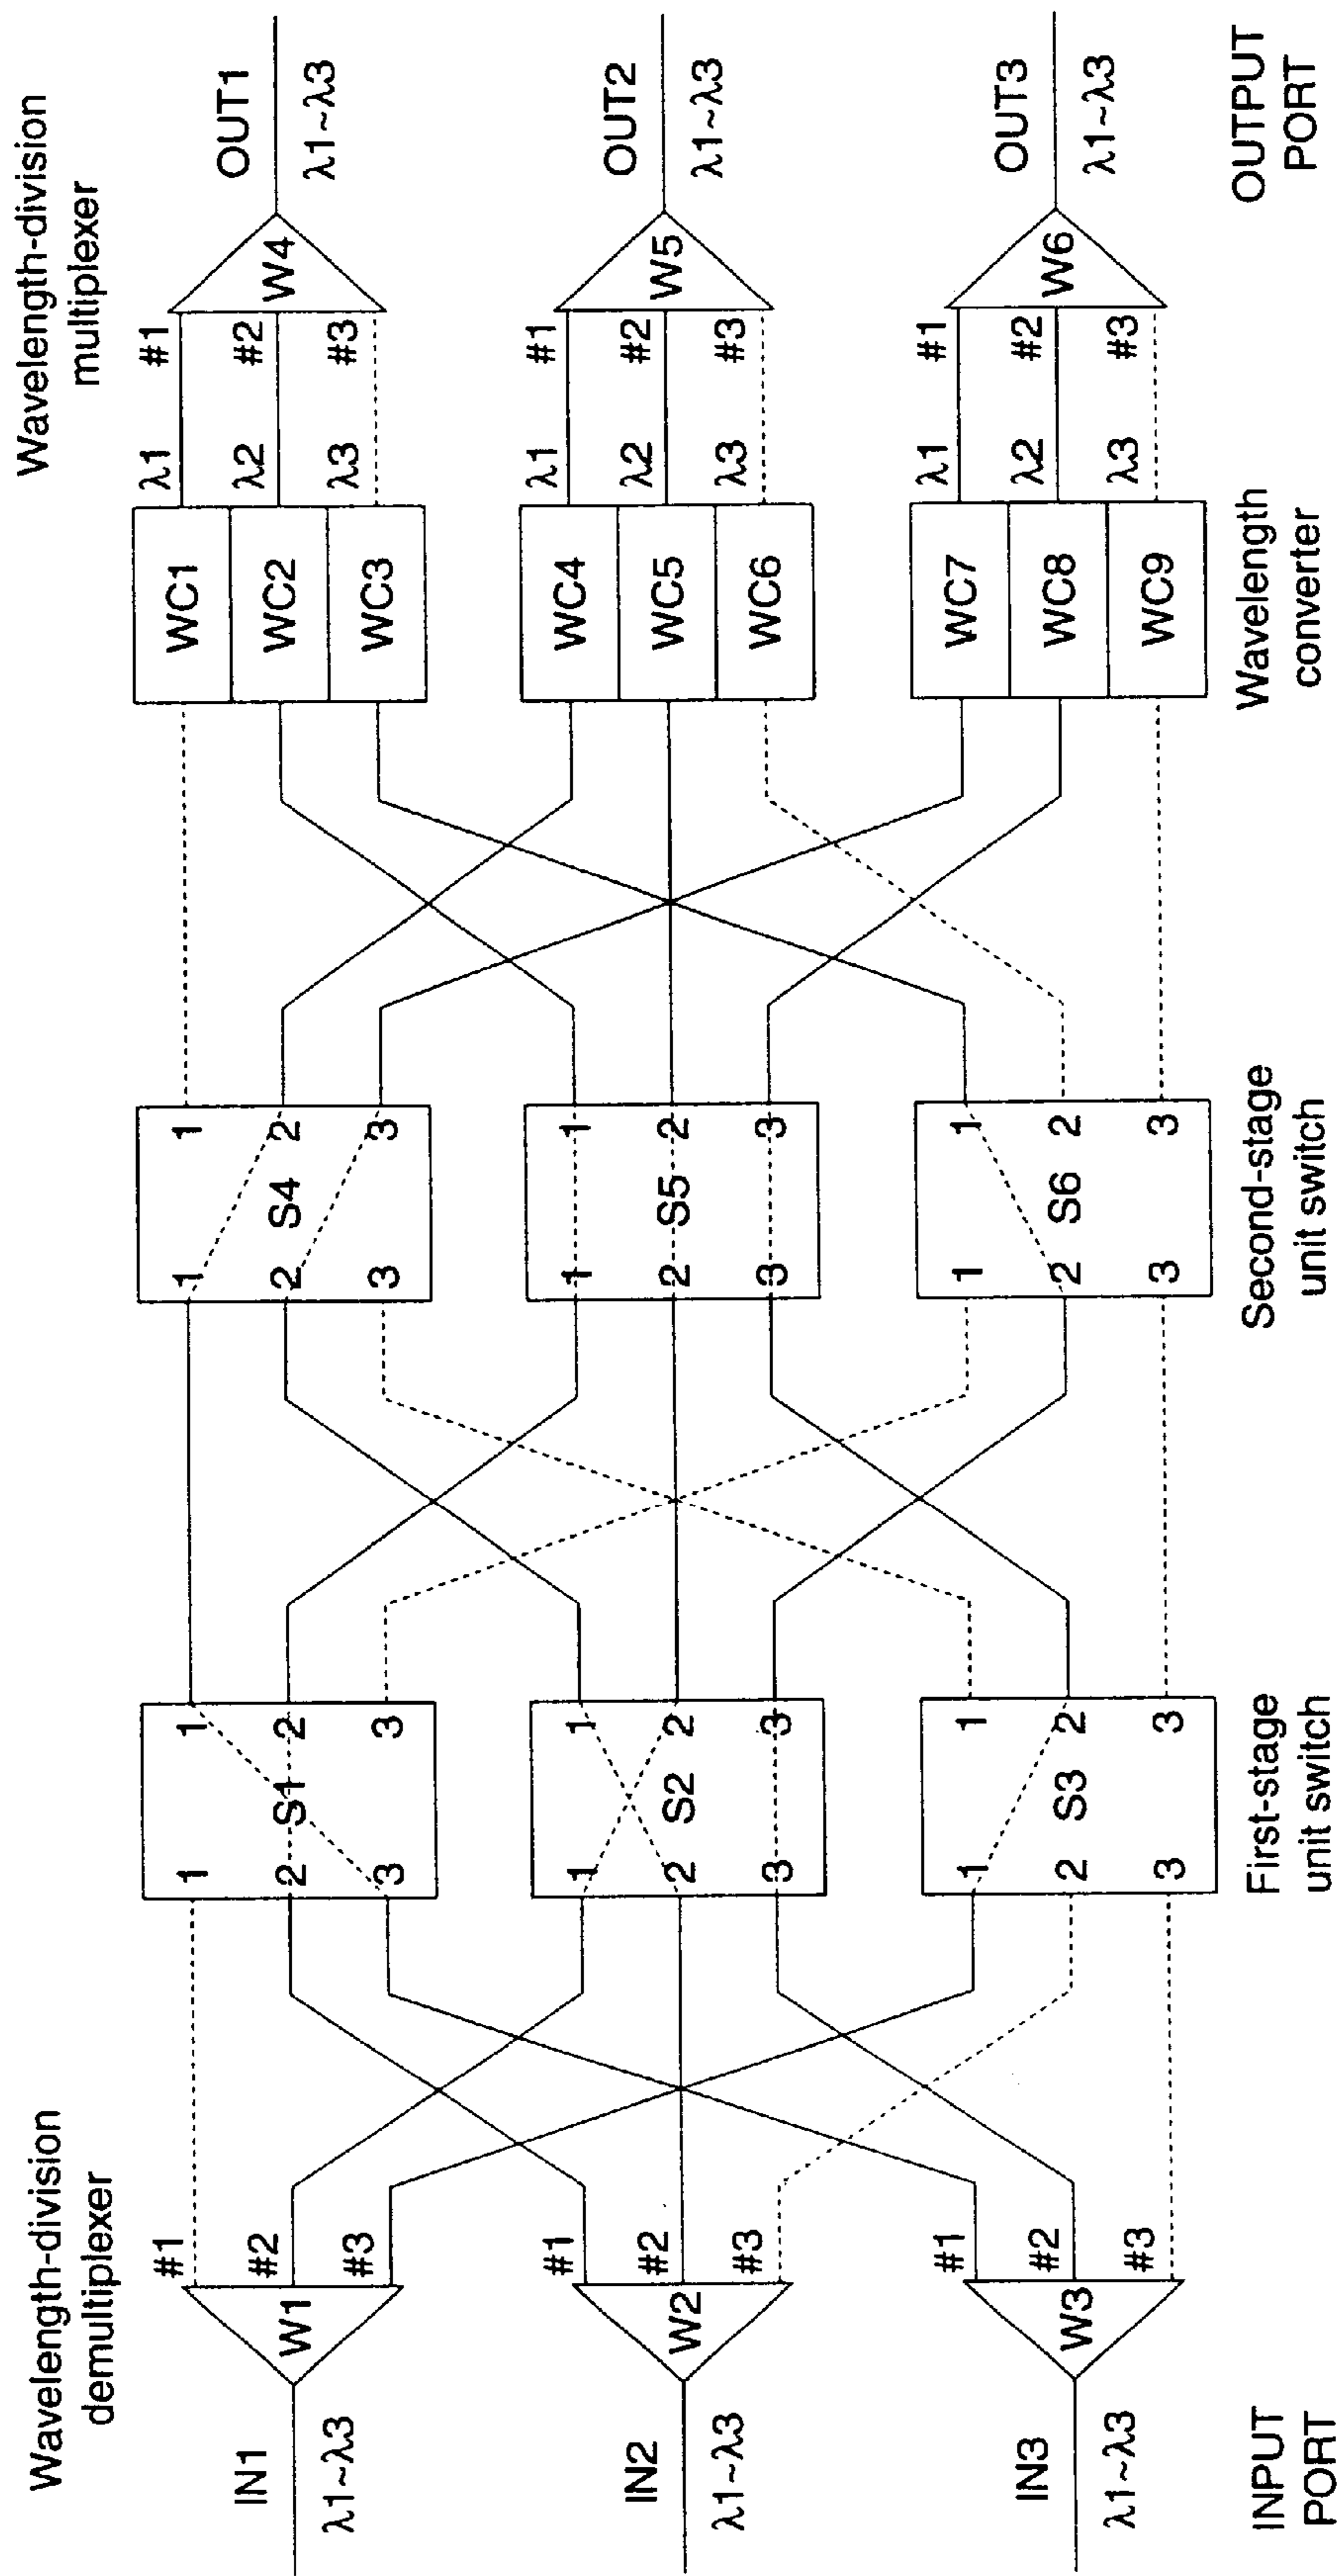 Wavelength-division
demultiplexer
Wavelength-division
multiplexer
IN1
λ1~λ3
W1
#1
#2
#3
1
2
3
S1
1
2
3
1
2
3
S4
1
2
3
WC1
WC2
WC3
λ1
λ2
λ3
#1
#2
#3
W4
OUT1
λ1~λ3
IN2
λ1~λ3
W2
#1
#2
#3
1
2
3
S2
1
2
3
1
2
3
S5
1
2
3
WC4
WC5
WC6
λ1
λ2
λ3
#1
#2
#3
W5
OUT2
λ1~λ3
IN3
λ1~λ3
W3
#1
#2
#3
1
2
3
S3
1
2
3
1
2
3
S6
1
2
3
WC7
WC8
WC9
λ1
λ2
λ3
#1
#2
#3
W6
OUT3
λ1~λ3
INPUT
PORT
First-stage
unit switch
Second-stage
unit switch
Wavelength
converter
OUTPUT
PORT